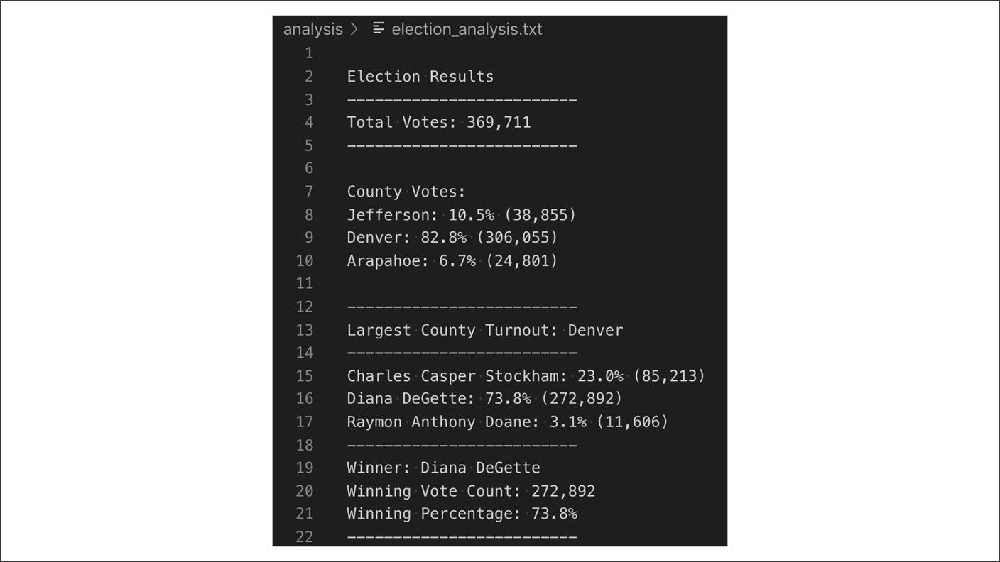 analysis > election_analysis.txt
1
2 Election Results
3 -------------------------
4 Total Votes: 369,711
5 -------------------------
6
7 County Votes:
8 Jefferson: 10.5% (38,855)
9 Denver: 82.8% (306,055)
10 Arapahoe: 6.7% (24,801)
11
12 -------------------------
13 Largest County Turnout: Denver
14 -------------------------
15 Charles Casper Stockham: 23.0% (85,213)
16 Diana DeGette: 73.8% (272,892)
17 Raymon Anthony Doane: 3.1% (11,606)
18 -------------------------
19 Winner: Diana DeGette
20 Winning Vote Count: 272,892
21 Winning Percentage: 73.8%
22 -------------------------